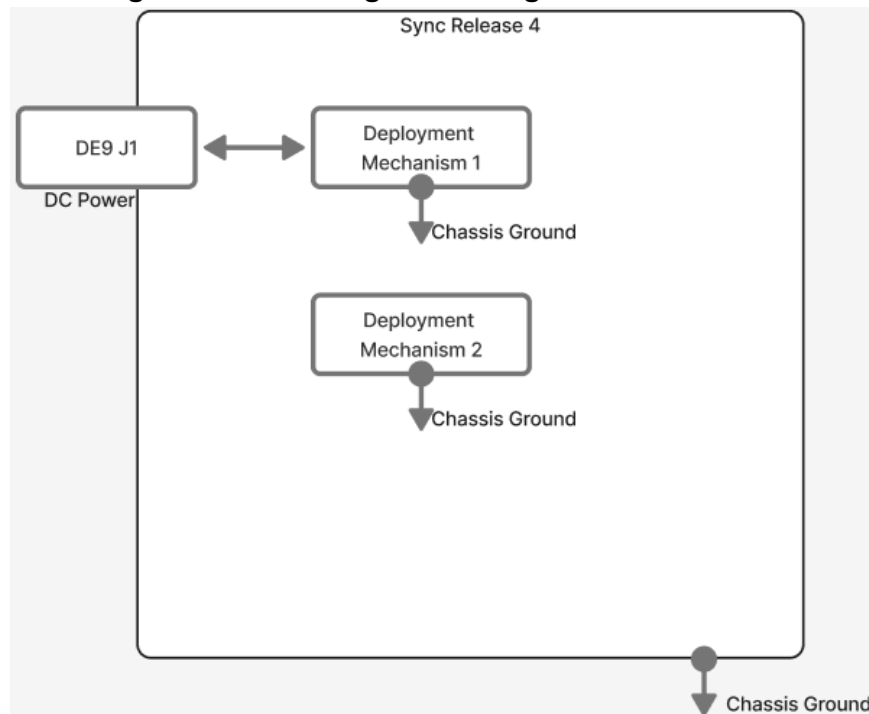 Sync Release 4
DE9 J1
DC Power
Deployment
Mechanism 1
Chassis Ground
Deployment
Mechanism 2
Chassis Ground
Chassis Ground